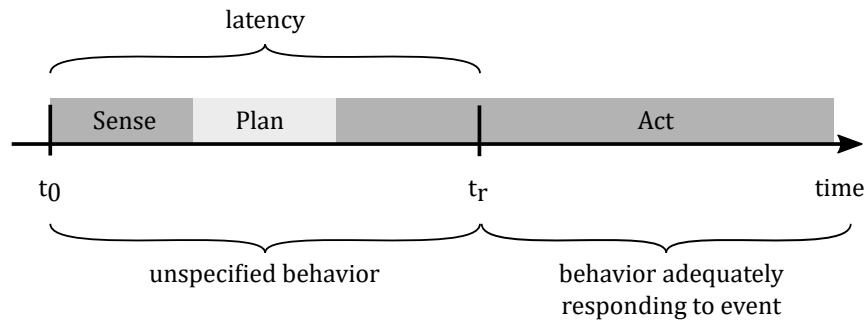 latency
Sense Plan Act
t0 tr time
unspecified behavior behavior adequately
responding to event